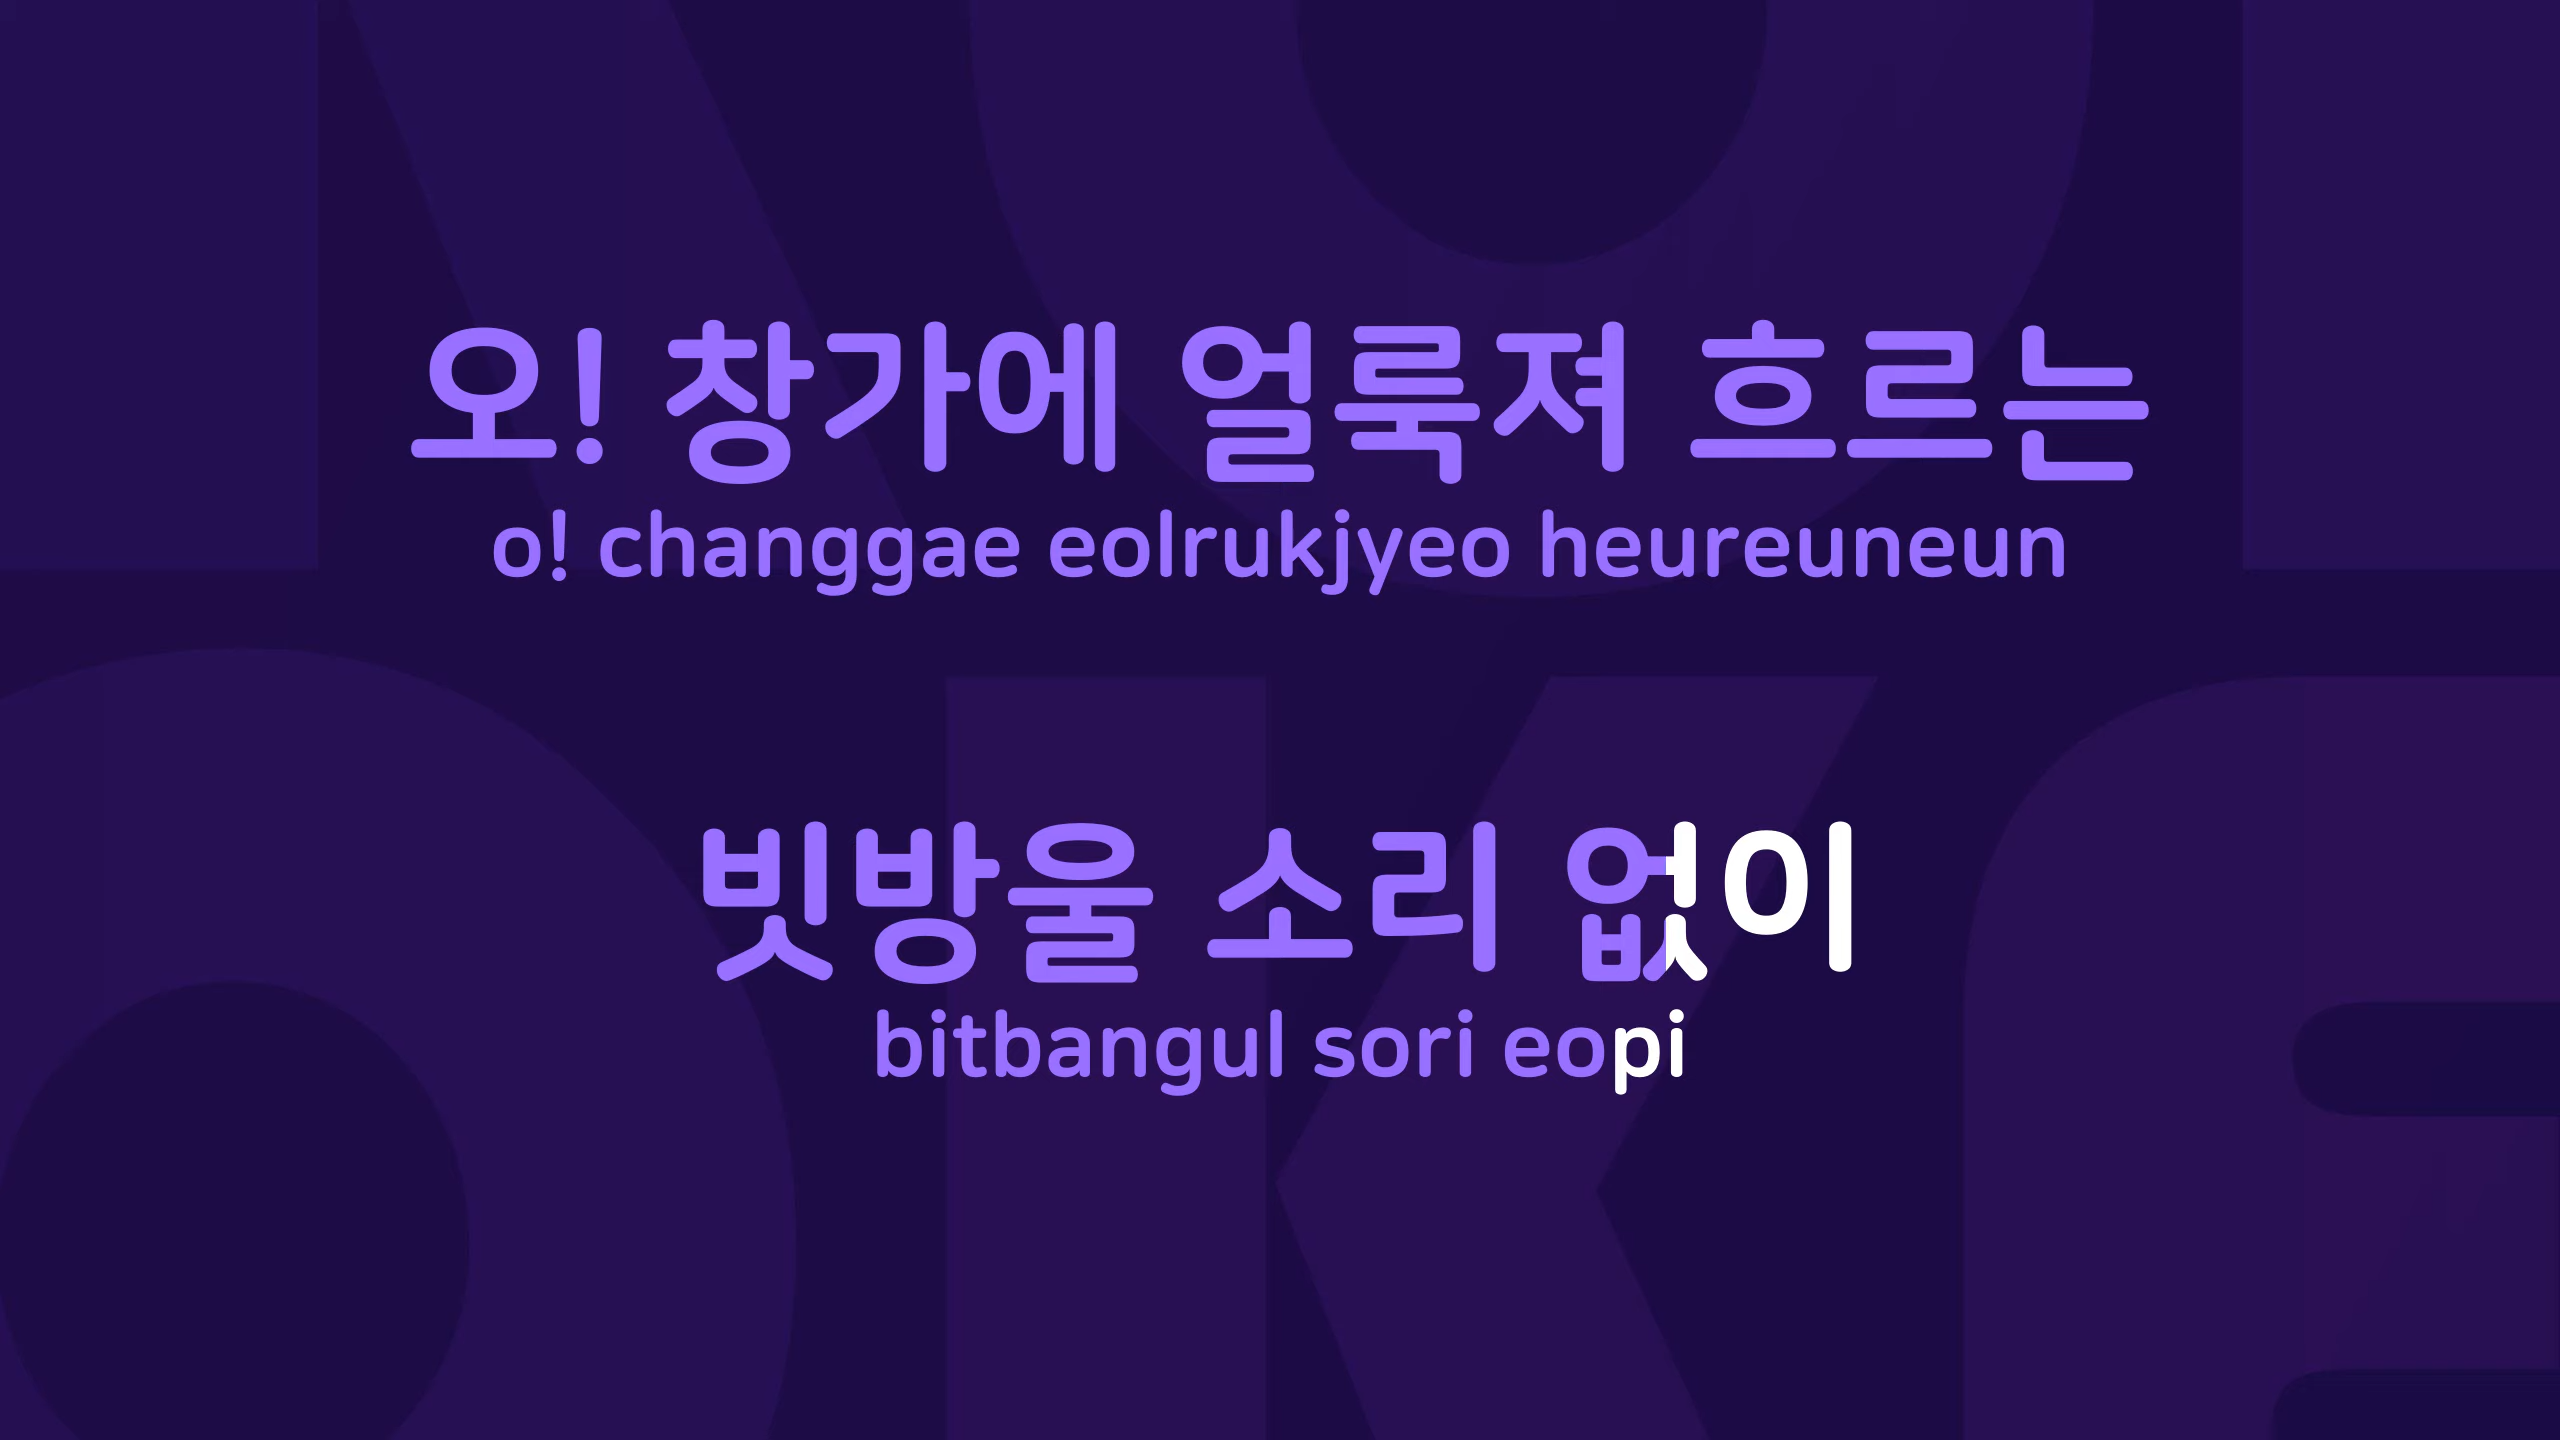 오! 창가에 얼룩져 흐르는
o! changgae eolrukjyeo heureuneun
빗방울 소리 없이
bitbangul sori eopi